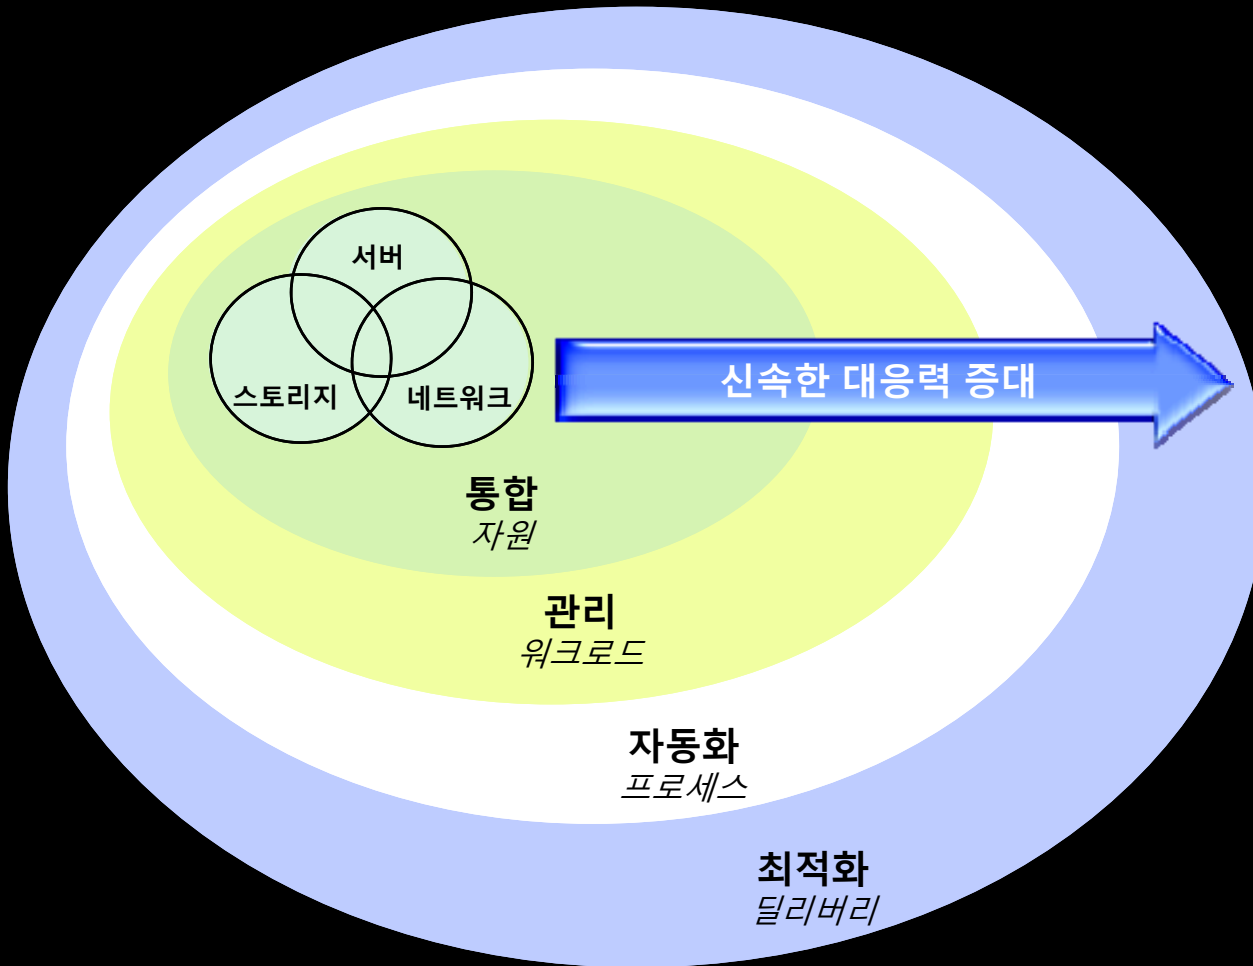 서버
스토리지
네트워크
신속한 대응력 증대
통합
자원
관리
워크로드
자동화
프로세스
최적화
딜리버리